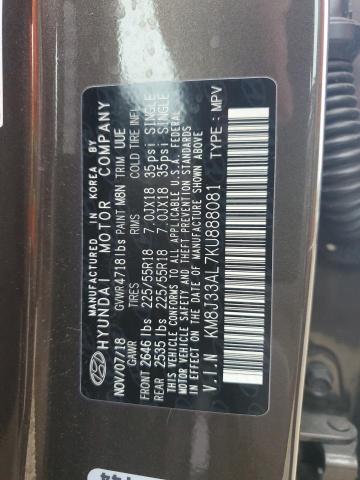 MANUFACTURED IN KOREA BY
HYUNDAI MOTOR COMPANY
NOV/07/18 GVWR 4718lbs PAINT M8N TRIM UUE
GAWR TIRES COLD TIRE INFL
FRONT 2646 lbs 225/55R18 7.0JX18 35psi SINGLE
REAR 2535 lbs 225/55R18 7.0JX18 35psi SINGLE
THIS VEHICLE CONFORMS TO ALL APPLICABLE U.S.A. FEDERAL
MOTOR VEHICLE SAFETY AND THEFT PREVENTION STANDARDS
IN EFFECT ON THE DATE OF MANUFACTURE SHOWN ABOVE.
V.I.N KM8J33AL7KU888081 TYPE : MPV